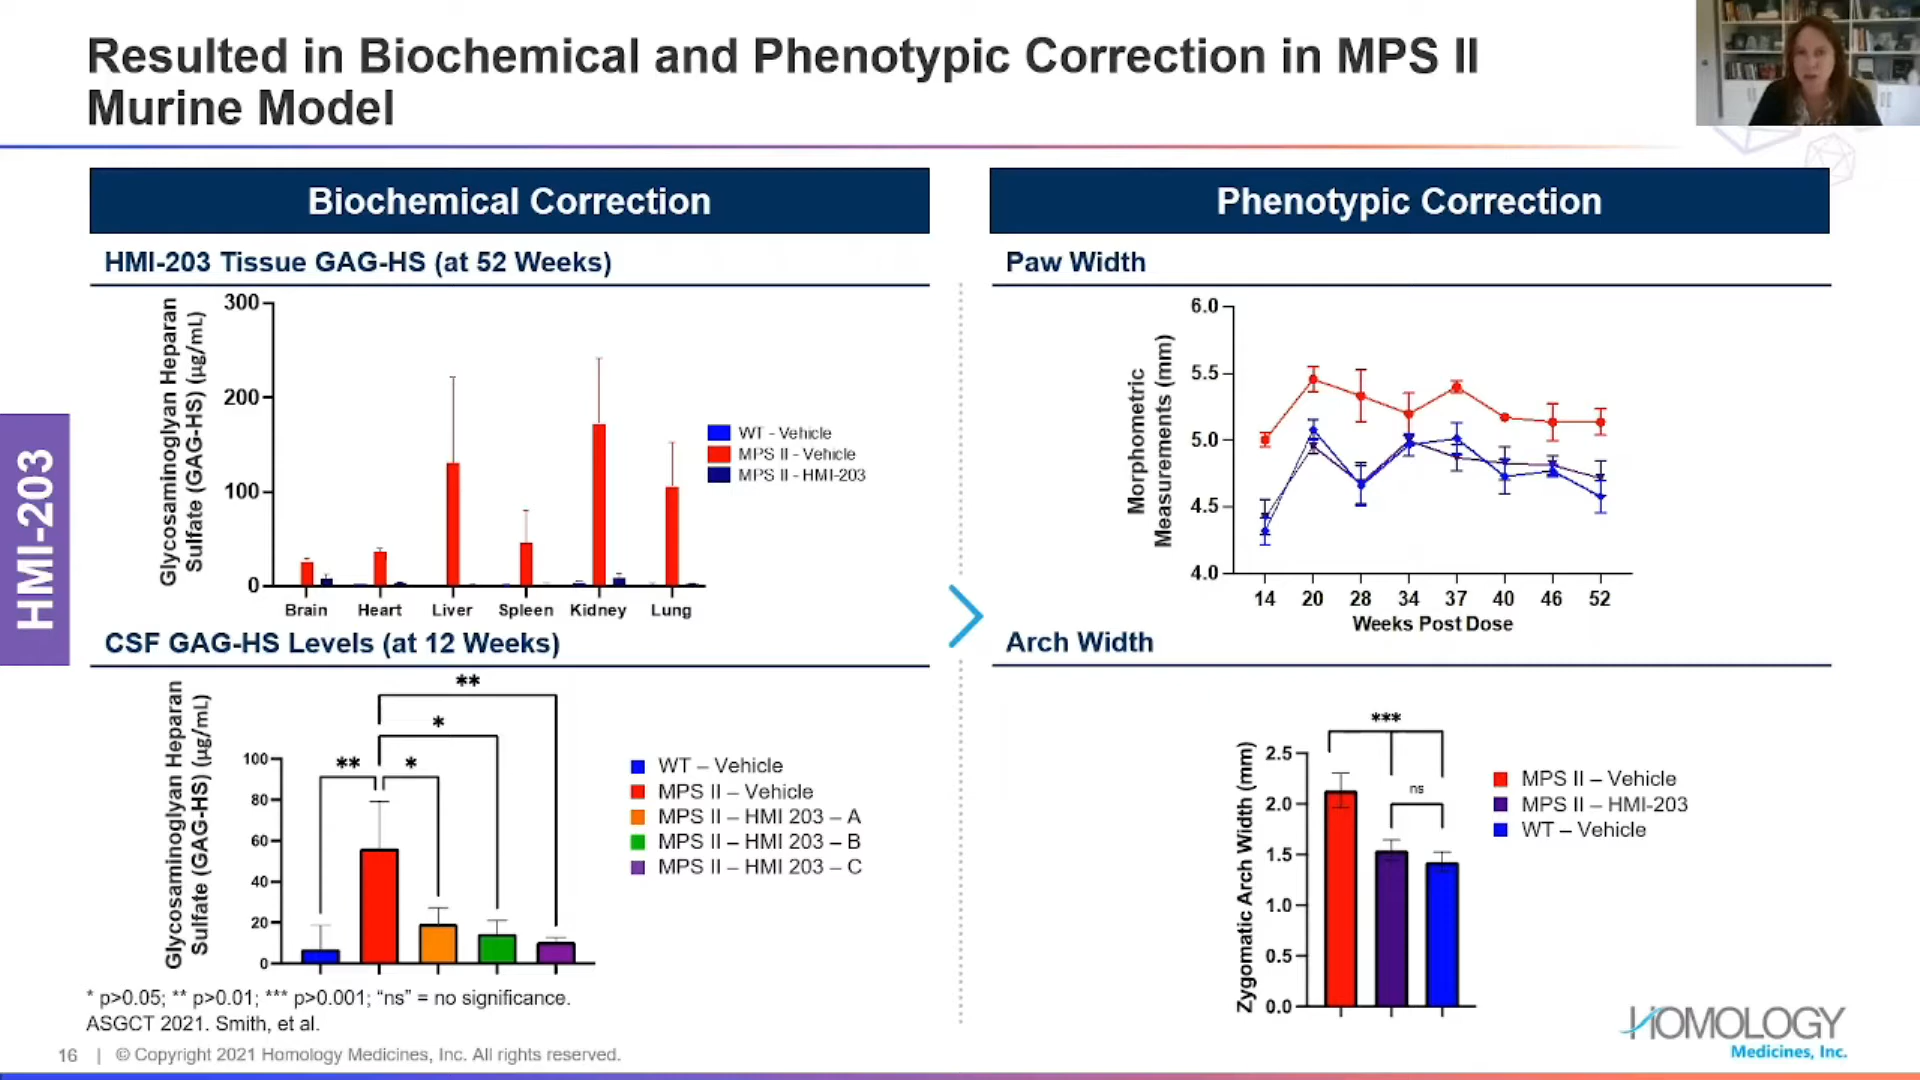 Resulted in Biochemical and Phenotypic Correction in MPS II
Murine Model
HMI-203
Biochemical Correction
HMI-203 Tissue GAG-HS (at 52 Weeks)
Glycosaminoglyan Heparan
Sulfate (GAG-HS) (µg/mL)
300
200
100
0
Brain Heart Liver Spleen Kidney Lung
WT - Vehicle
MPS II - Vehicle
MPS II - HMI-203
CSF GAG-HS Levels (at 12 Weeks)
Glycosaminoglyan Heparan
Sulfate (GAG-HS) (µg/mL)
100
80
60
40
20
0
**
*
** *
WT – Vehicle
MPS II – Vehicle
MPS II – HMI 203 – A
MPS II – HMI 203 – B
MPS II – HMI 203 – C
Phenotypic Correction
Paw Width
Morphometric
Measurements (mm)
6.0
5.5
5.0
4.5
4.0
14 20 28 34 37 40 46 52
Weeks Post Dose
Arch Width
Zygomatic Arch Width (mm)
2.5
2.0
1.5
1.0
0.5
0.0
***
ns
MPS II – Vehicle
MPS II – HMI-203
WT – Vehicle
* p>0.05; ** p>0.01; *** p>0.001; “ns” = no significance.
ASGCT 2021. Smith, et al.
16 | © Copyright 2021 Homology Medicines, Inc. All rights reserved.
HOMOLOGY
Medicines, Inc.